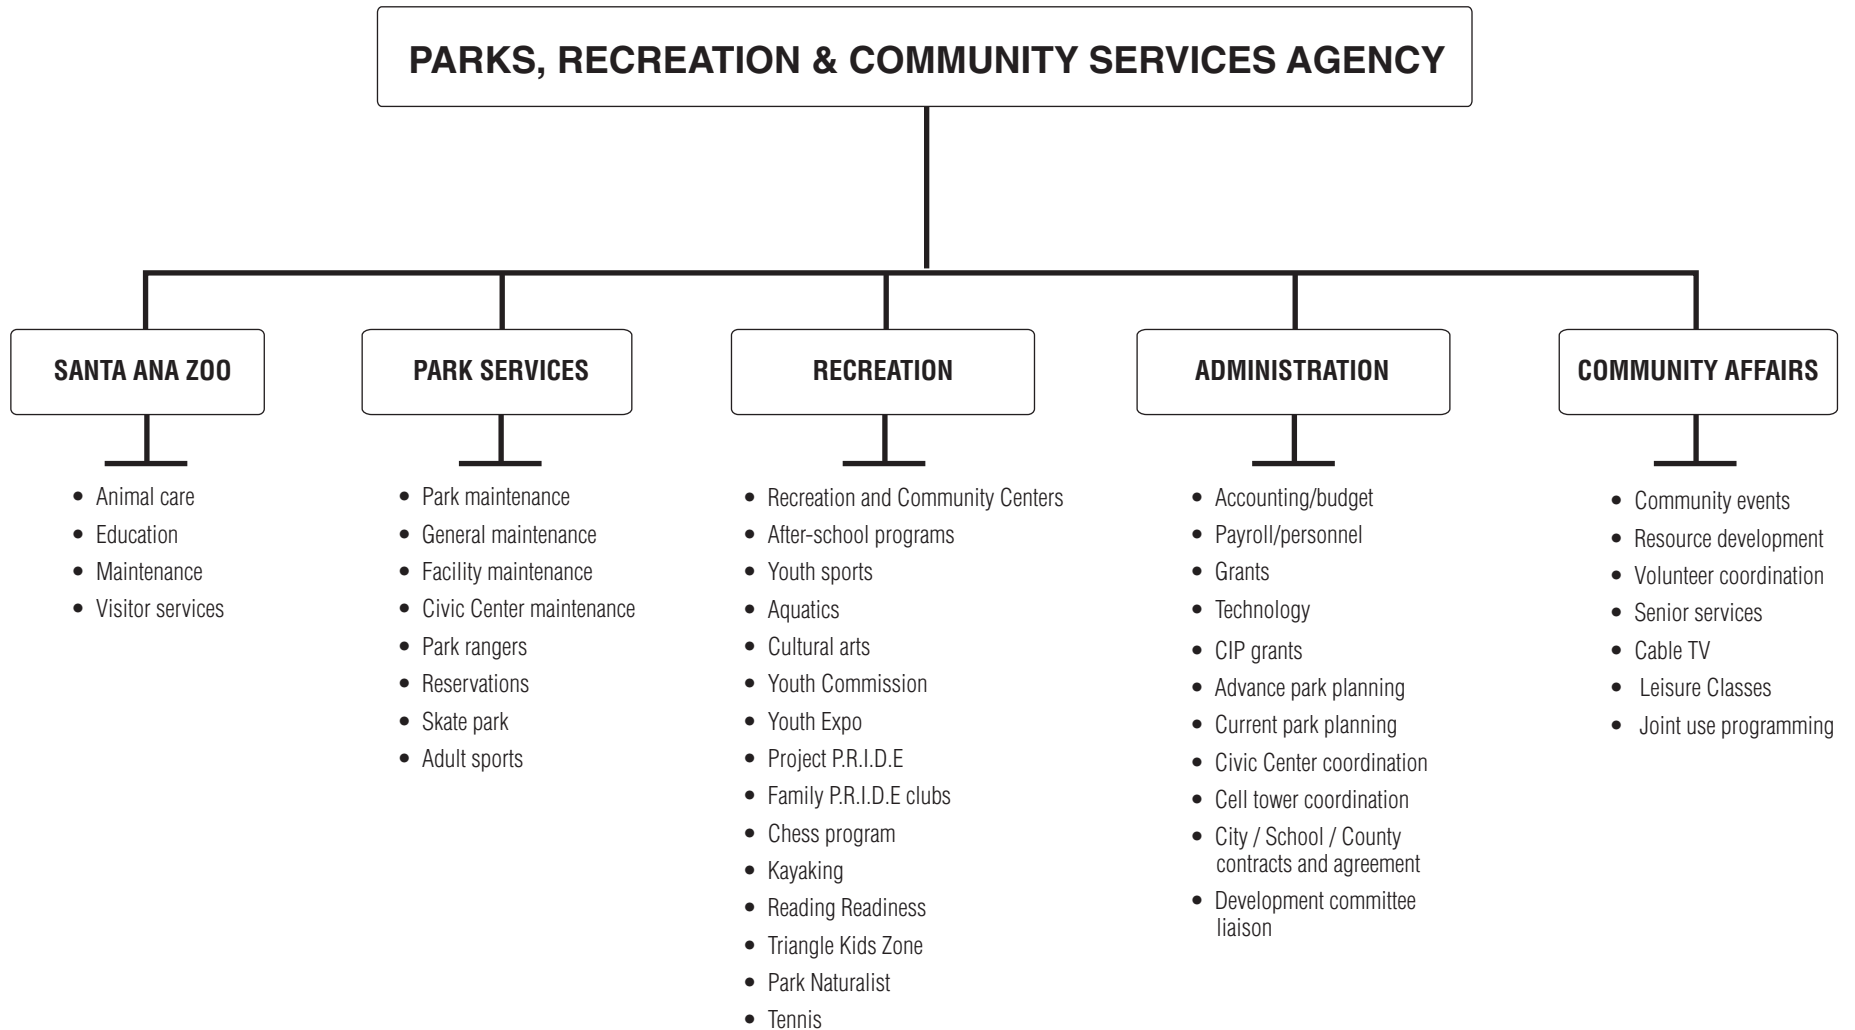 PARKS, RECREATION & COMMUNITY SERVICES AGENCY
SANTA ANA ZOO
• Animal care
• Education
• Maintenance
• Visitor services
PARK SERVICES
• Park maintenance
• General maintenance
• Facility maintenance
• Civic Center maintenance
• Park rangers
• Reservations
• Skate park
• Adult sports
RECREATION
• Recreation and Community Centers
• After-school programs
• Youth sports
• Aquatics
• Cultural arts
• Youth Commission
• Youth Expo
• Project P.R.I.D.E
• Family P.R.I.D.E clubs
• Chess program
• Kayaking
• Reading Readiness
• Triangle Kids Zone
• Park Naturalist
• Tennis
ADMINISTRATION
• Accounting/budget
• Payroll/personnel
• Grants
• Technology
• CIP grants
• Advance park planning
• Current park planning
• Civic Center coordination
• Cell tower coordination
• City / School / County
contracts and agreement
• Development committee
liaison
COMMUNITY AFFAIRS
• Community events
• Resource development
• Volunteer coordination
• Senior services
• Cable TV
• Leisure Classes
• Joint use programming